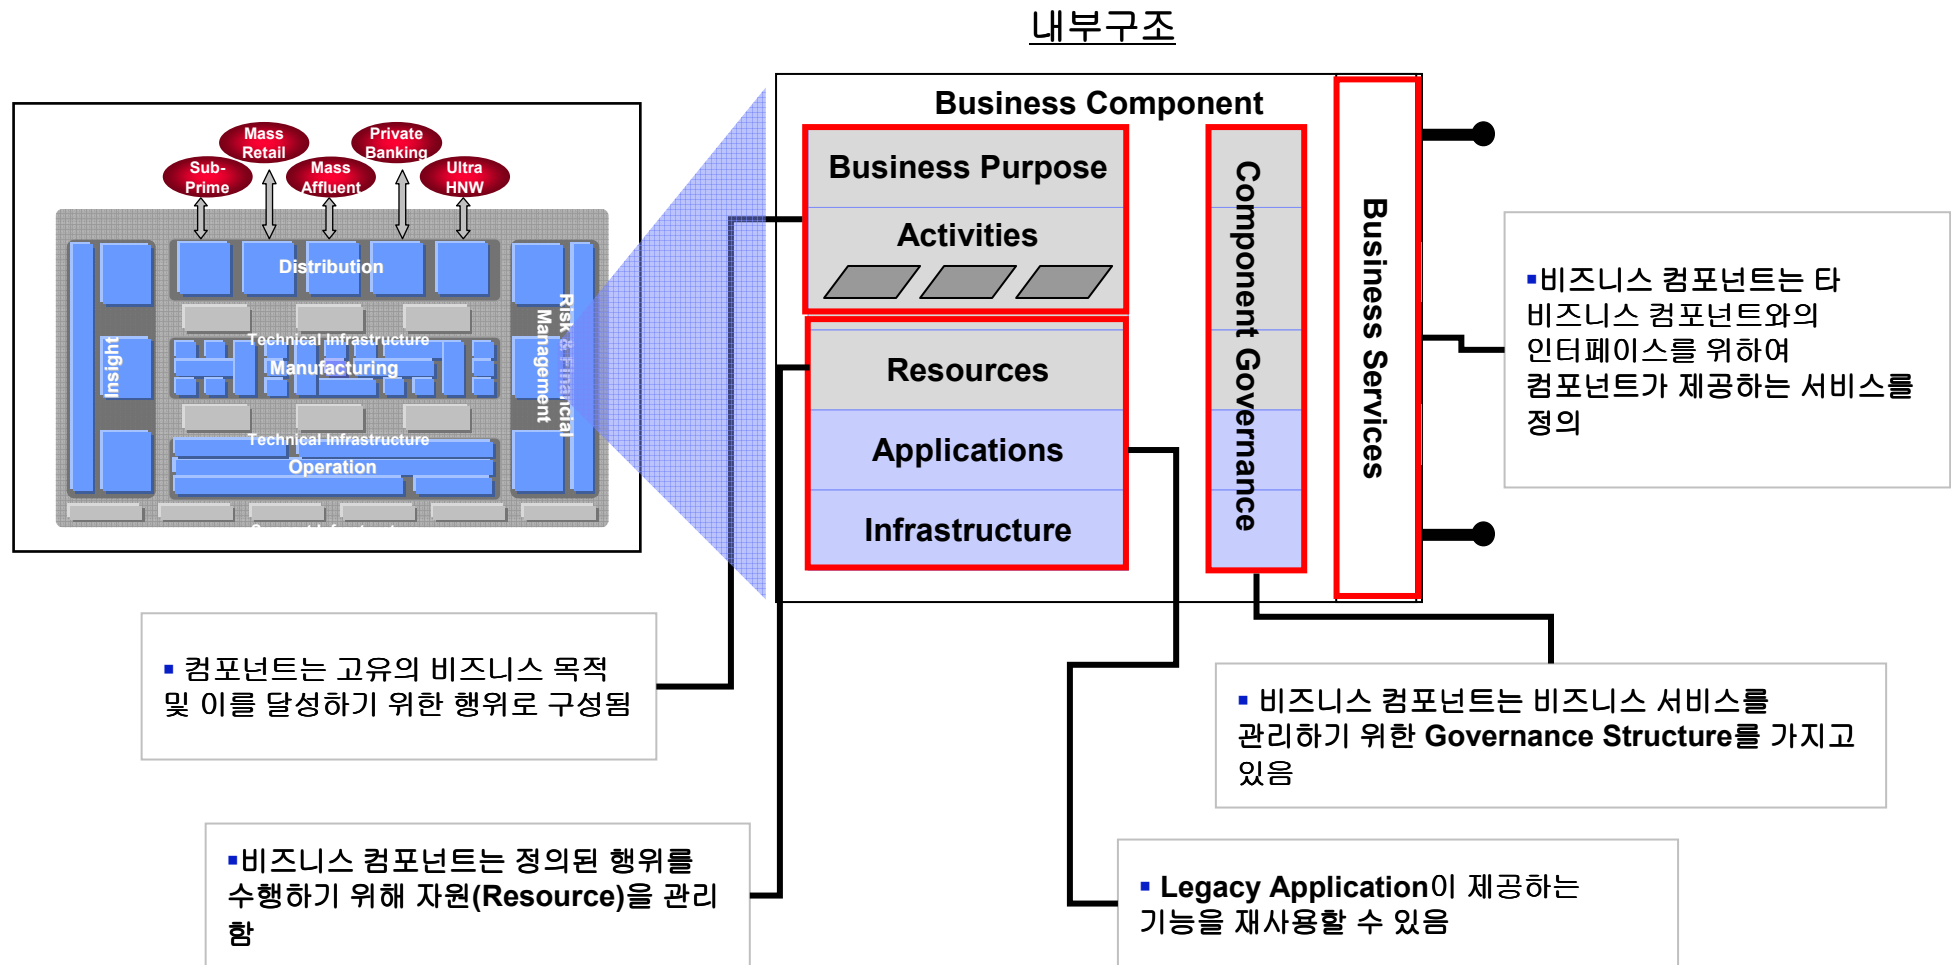 내부구조
Mass
Retail
Private
Banking
Sub-
Prime
Mass
Affluent
Ultra
HNW
Distribution
Technical Infrastructure
Manufacturing
Technical Infrastructure
Operation
Insight
Risk & Financial
Management
Business Component
Business Purpose
Activities
Resources
Applications
Infrastructure
Component Governance
Business Services
▪비즈니스 컴포넌트는 타
비즈니스 컴포넌트와의
인터페이스를 위하여
컴포넌트가 제공하는 서비스를
정의
▪ 컴포넌트는 고유의 비즈니스 목적
및 이를 달성하기 위한 행위로 구성됨
▪ 비즈니스 컴포넌트는 비즈니스 서비스를
관리하기 위한 Governance Structure를 가지고
있음
▪비즈니스 컴포넌트는 정의된 행위를
수행하기 위해 자원(Resource)을 관리
함
▪ Legacy Application이 제공하는
기능을 재사용할 수 있음